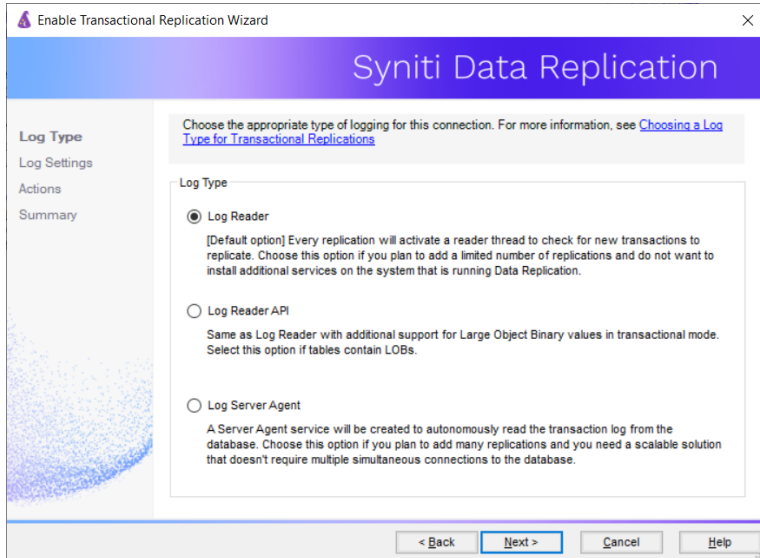 Enable Transactional Replication Wizard
Syniti Data Replication
Log Type
Log Settings
Actions
Summary
Choose the appropriate type of logging for this connection. For more information, see Choosing a Log
Type for Transactional Replications
Log Type
Log Reader
[Default option] Every replication will activate a reader thread to check for new transactions to
replicate. Choose this option if you plan to add a limited number of replications and do not want to
install additional services on the system that is running Data Replication.
Log Reader API
Same as Log Reader with additional support for Large Object Binary values in transactional mode.
Select this option if tables contain LOBs.
Log Server Agent
A Server Agent service will be created to autonomously read the transaction log from the
database. Choose this option if you plan to add many replications and you need a scalable solution
that doesn't require multiple simultaneous connections to the database.
< Back
Next >
Cancel
Help